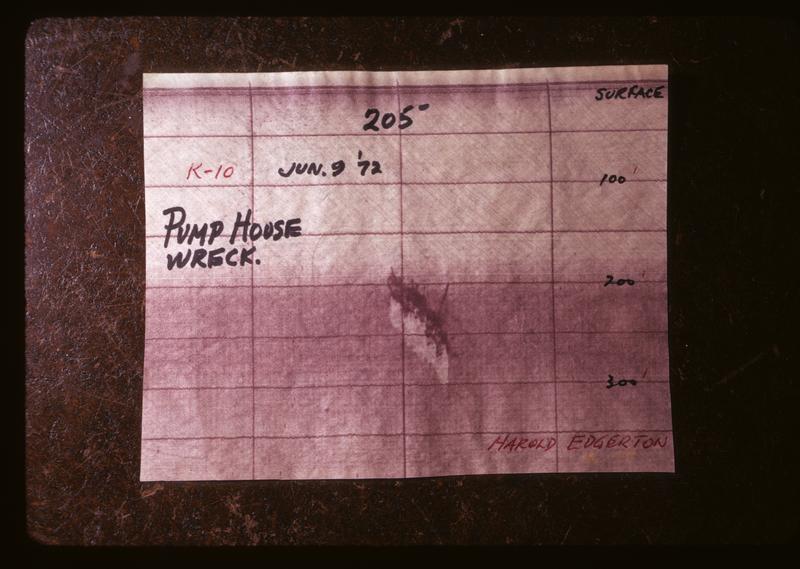 SURFACE
205'
K-10 JUN. 9 '72
100'
PUMP HOUSE
WRECK.
200'
300'
HAROLD EDGERTON